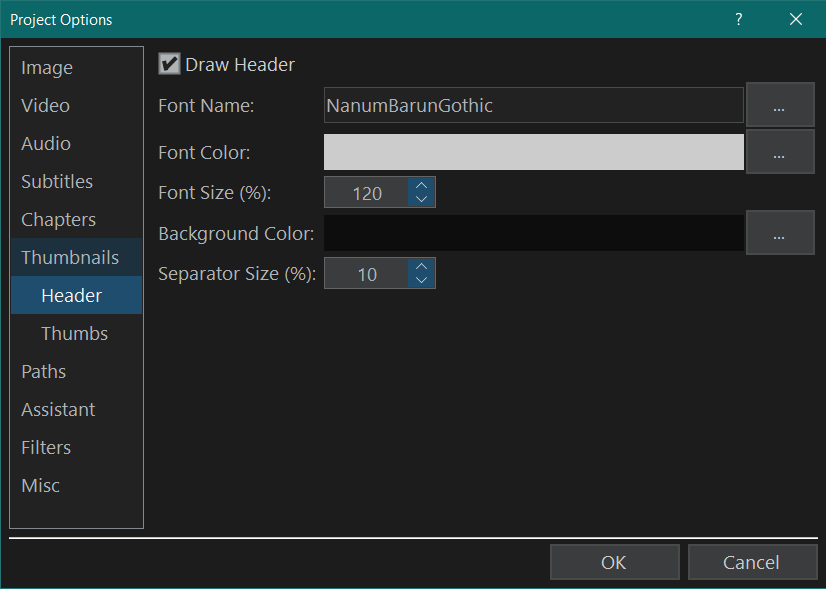 Project Options ?
Image
Video
Audio
Subtitles
Chapters
Thumbnails
Header
Thumbs
Paths
Assistant
Filters
Misc
Draw Header
Font Name: NanumBarunGothic ...
Font Color: ...
Font Size (%): 120
Background Color: ...
Separator Size (%): 10
OK Cancel